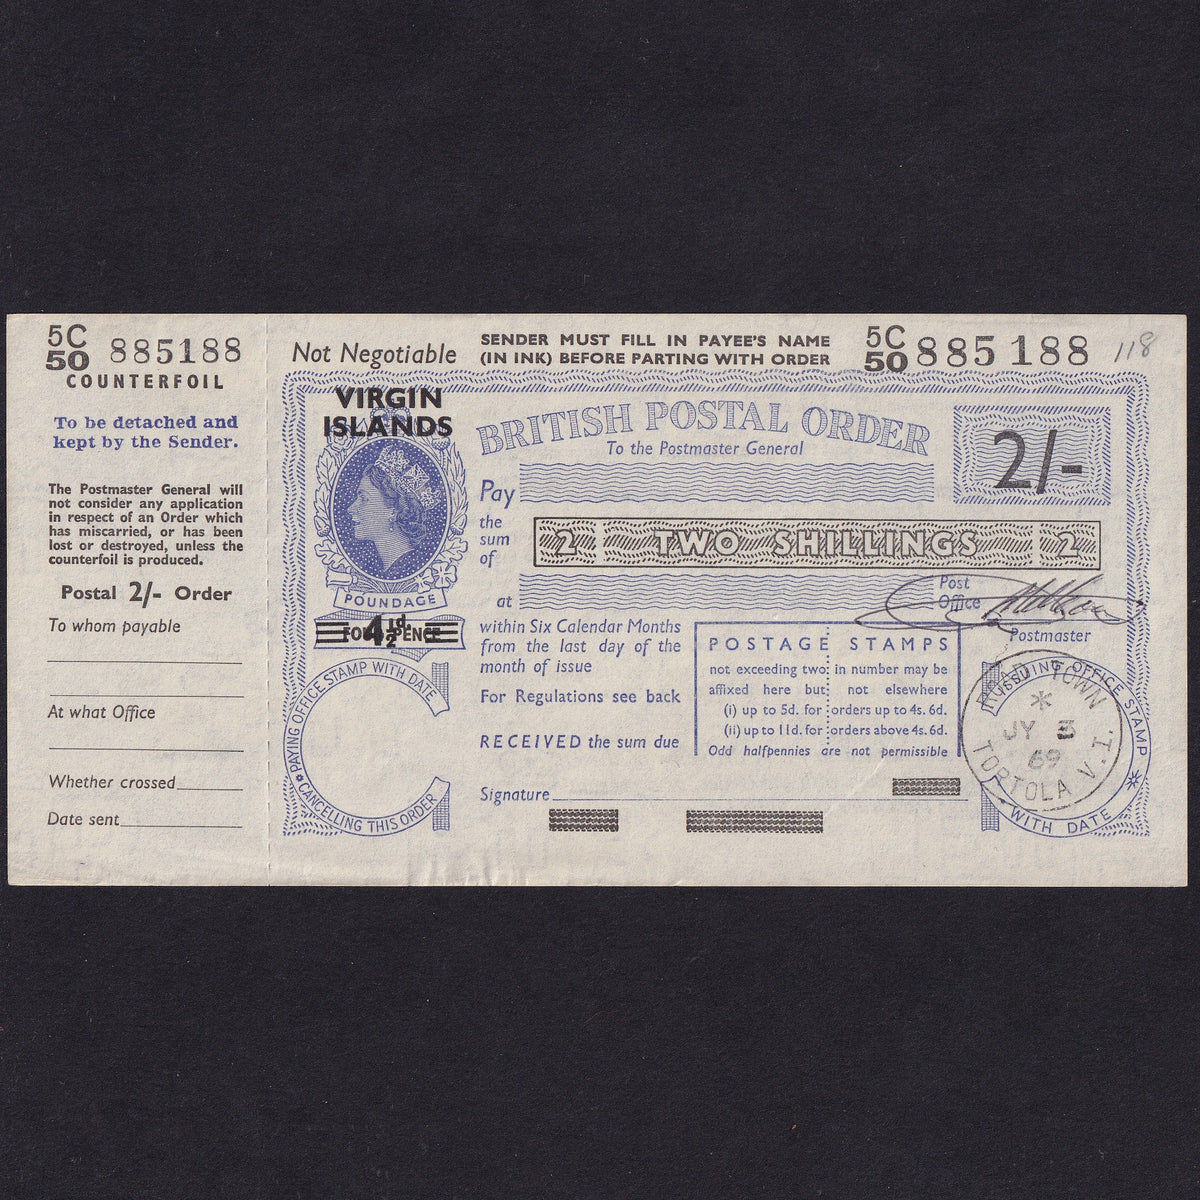 5C
50 885188
COUNTERFOIL
To be detached and
kept by the Sender.
The Postmaster General will
not consider any application
in respect of an Order which
has miscarried, or has been
lost or destroyed, unless the
counterfoil is produced.
Postal 2/- Order
To whom payable
At what Office
Whether crossed
Date sent
Not Negotiable
SENDER MUST FILL IN PAYEE'S NAME
(IN INK) BEFORE PARTING WITH ORDER
5C
50 885188
118
VIRGIN
ISLANDS
BRITISH POSTAL ORDER
To the Postmaster General
2/-
Pay
the
sum
of
2 TWO SHILLINGS 2
at
Post
Office
Postmaster
POUNDAGE
FOUR PENCE
4½d.
within Six Calendar Months
from the last day of the
month of issue
For Regulations see back
RECEIVED the sum due
Signature
POSTAGE STAMPS
not exceeding two in number may be
affixed here but not elsewhere
(i) up to 5d. for orders up to 4s. 6d.
(ii) up to 11d. for orders above 4s. 6d.
Odd halfpennies are not permissible
PAYING OFFICE STAMP WITH DATE
CANCELLING THIS ORDER
ISSUING OFFICE STAMP
WITH DATE
ROAD TOWN
JY 3
69
TORTOLA V.I.